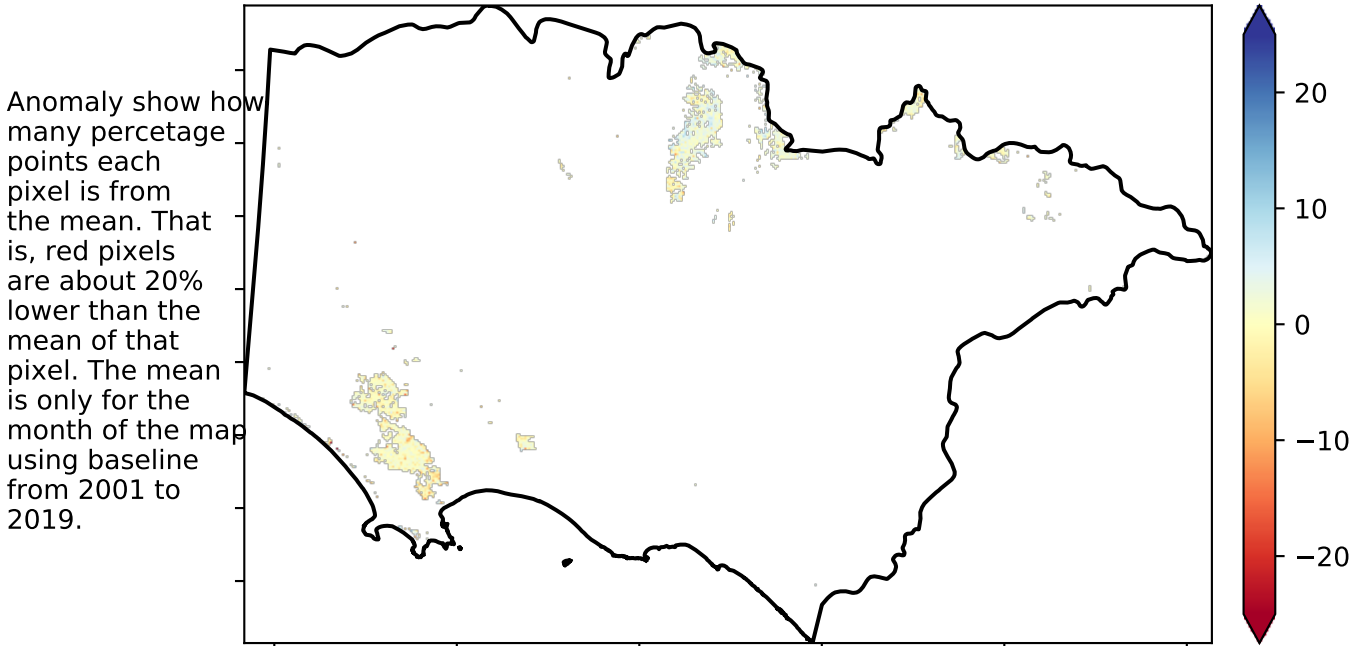 Anomaly show how
many percetage
points each
pixel is from
the mean. That
is, red pixels
are about 20%
lower than the
mean of that
pixel. The mean
is only for the
month of the map
using baseline
from 2001 to
2019.
20
10
0
−10
−20